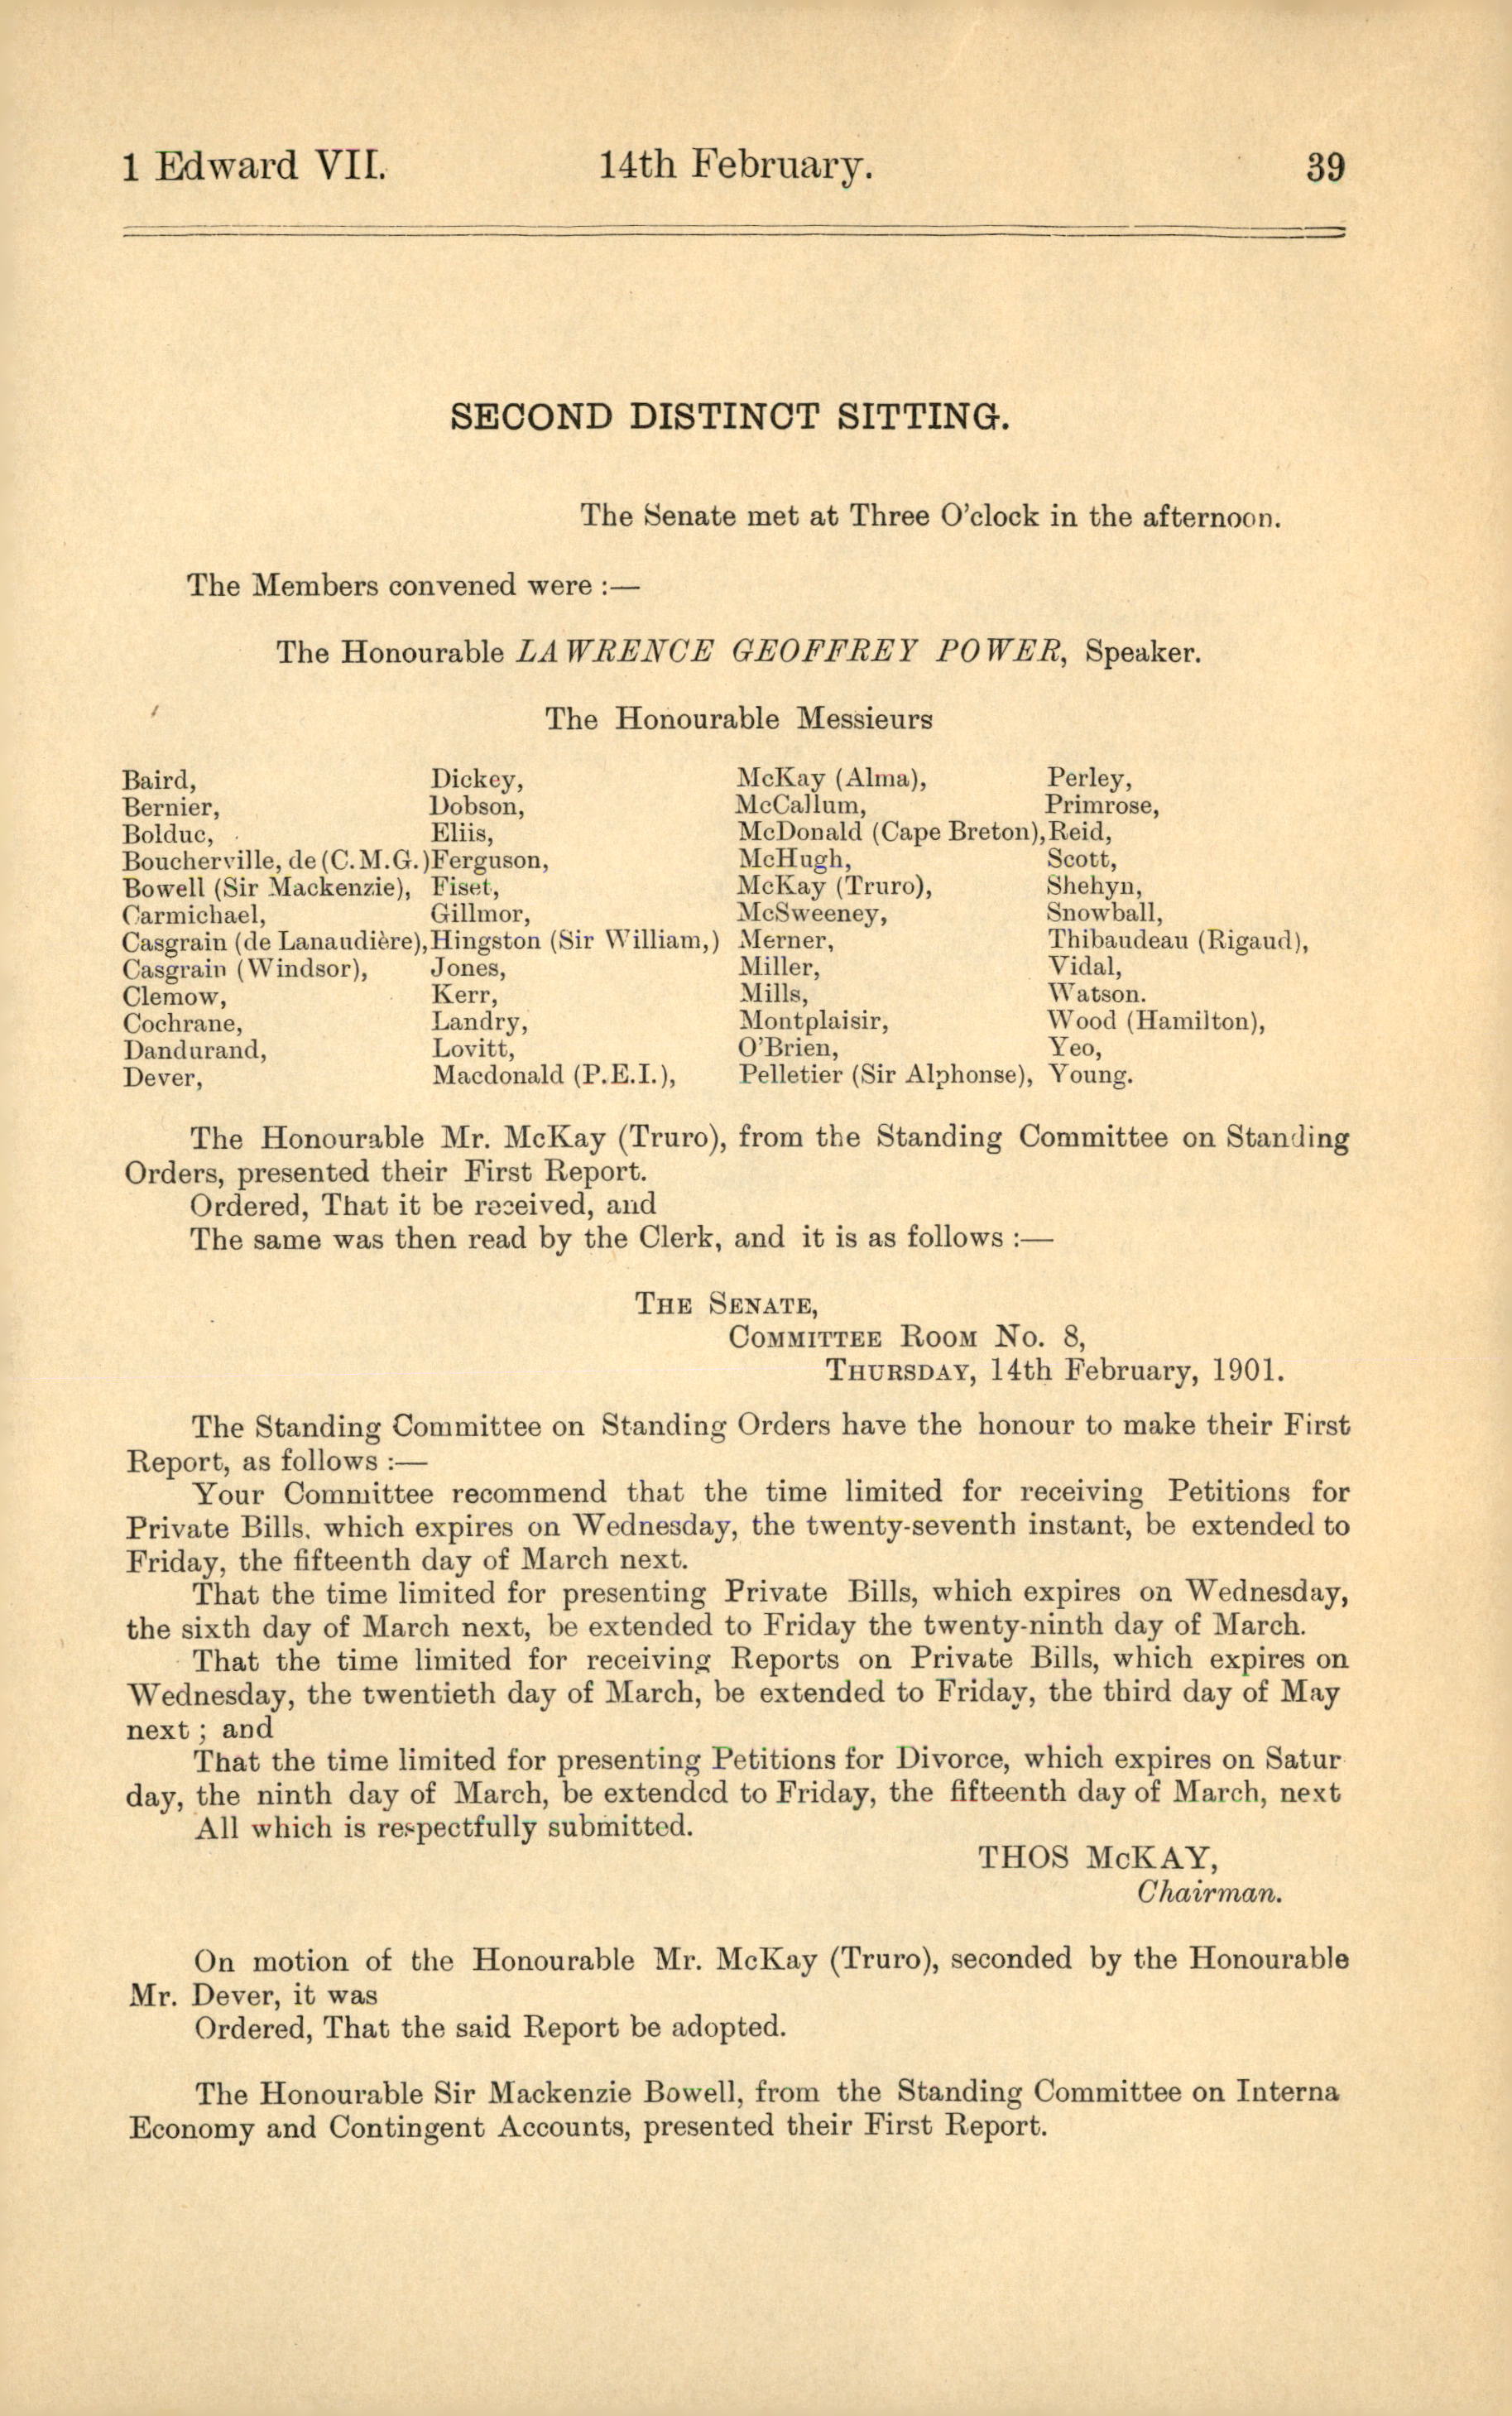 1 Edward VII. 14th February. 39
SECOND DISTINCT SITTING.
The Senate met at Three O'clock in the afternoon.
The Members convened were :—
The Honourable LAWRENCE GEOFFREY POWER, Speaker.
The Honourable Messieurs
Baird, Dickey, McKay (Alma), Perley,
Bernier, Dobson, McCallum, Primrose,
Bolduc, Ellis, McDonald (Cape Breton), Reid,
Boucherville, de (C.M.G.) Ferguson, McHugh, Scott,
Bowell (Sir Mackenzie), Fiset, McKay (Truro), Shehyn,
Carmichael, Gillmor, McSweeney, Snowball,
Casgrain (de Lanaudière), Hingston (Sir William,) Merner, Thibaudeau (Rigaud),
Casgrain (Windsor), Jones, Miller, Vidal,
Clemow, Kerr, Mills, Watson.
Cochrane, Landry, Montplaisir, Wood (Hamilton),
Dandurand, Lovitt, O'Brien, Yeo,
Dever, Macdonald (P.E.I.), Pelletier (Sir Alphonse), Young.
The Honourable Mr. McKay (Truro), from the Standing Committee on Standing
Orders, presented their First Report.
Ordered, That it be received, and
The same was then read by the Clerk, and it is as follows :—
THE SENATE,
COMMITTEE ROOM NO. 8,
THURSDAY, 14th February, 1901.
The Standing Committee on Standing Orders have the honour to make their First
Report, as follows :—
Your Committee recommend that the time limited for receiving Petitions for
Private Bills. which expires on Wednesday, the twenty-seventh instant, be extended to
Friday, the fifteenth day of March next.
That the time limited for presenting Private Bills, which expires on Wednesday,
the sixth day of March next, be extended to Friday the twenty-ninth day of March.
That the time limited for receiving Reports on Private Bills, which expires on
Wednesday, the twentieth day of March, be extended to Friday, the third day of May
next ; and
That the time limited for presenting Petitions for Divorce, which expires on Satur
day, the ninth day of March, be extended to Friday, the fifteenth day of March, next
All which is respectfully submitted.
THOS McKAY,
Chairman.
On motion of the Honourable Mr. McKay (Truro), seconded by the Honourable
Mr. Dever, it was
Ordered, That the said Report be adopted.
The Honourable Sir Mackenzie Bowell, from the Standing Committee on Interna
Economy and Contingent Accounts, presented their First Report.